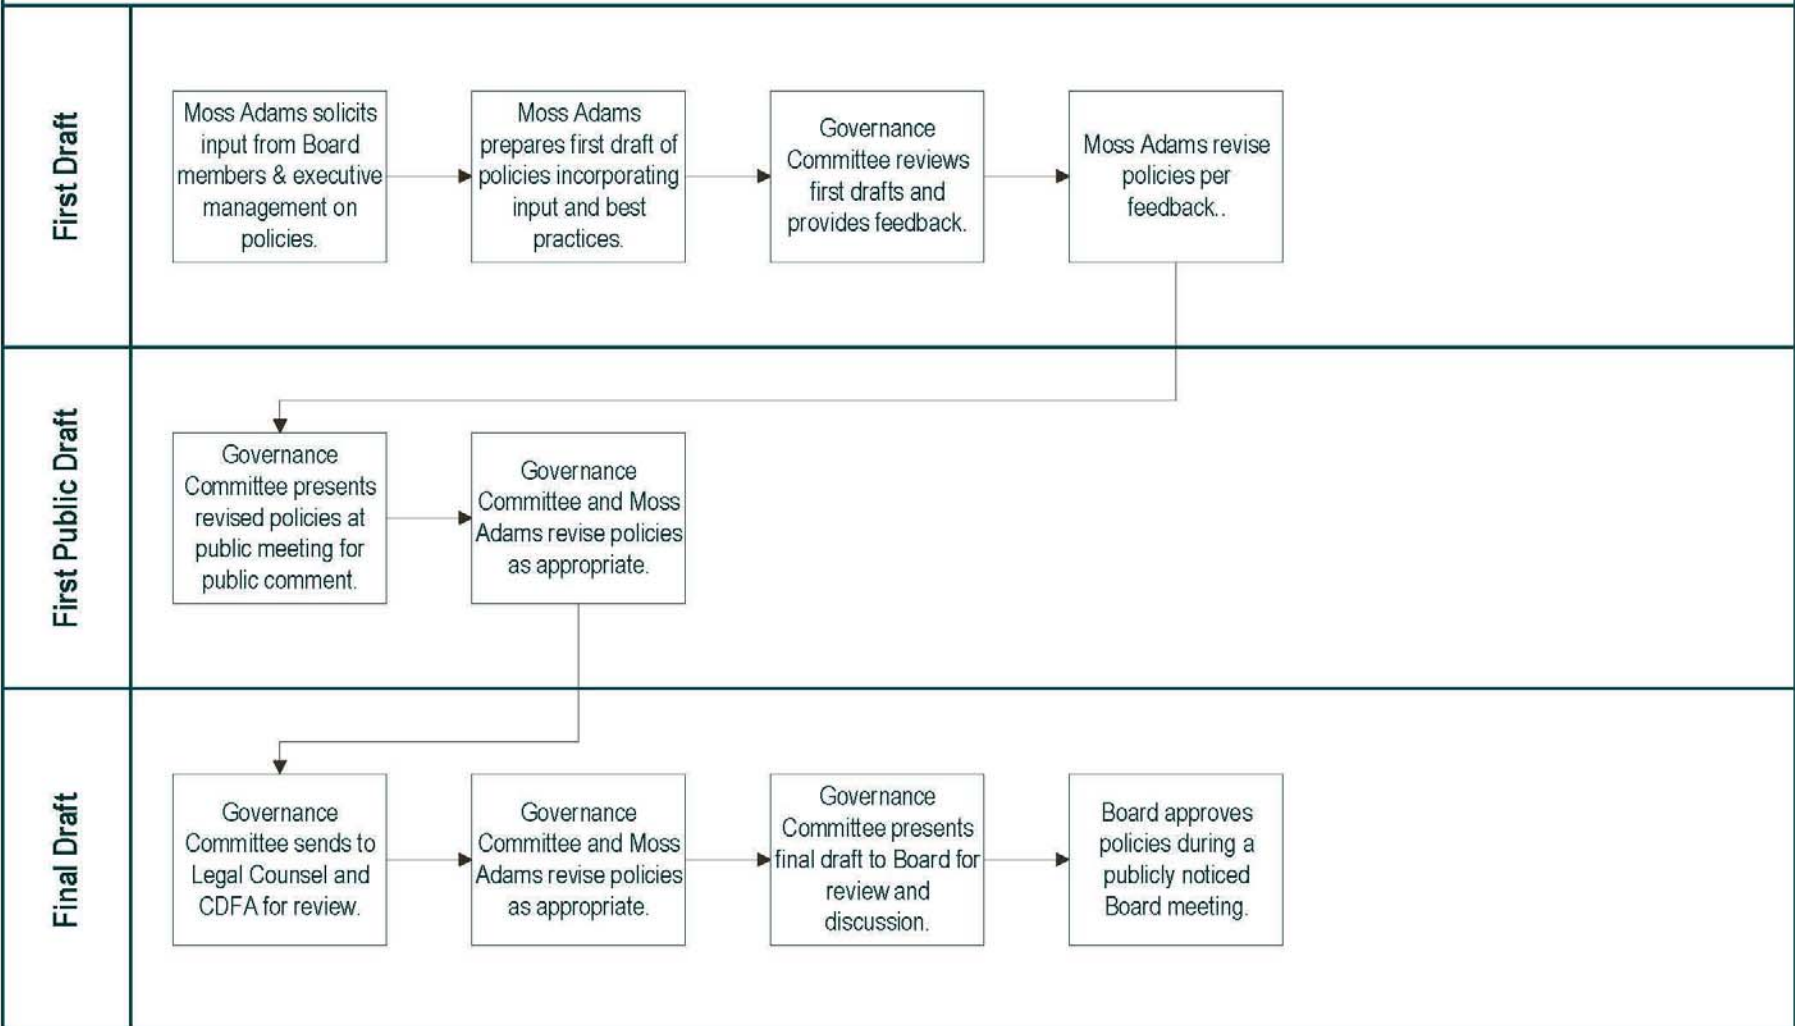 First Draft
Moss Adams solicits
input from Board
members & executive
management on
policies.
Moss Adams
prepares first draft of
policies incorporating
input and best
practices.
Governance
Committee reviews
first drafts and
provides feedback.
Moss Adams revise
policies per
feedback..
First Public Draft
Governance
Committee presents
revised policies at
public meeting for
public comment.
Governance
Committee and Moss
Adams revise policies
as appropriate.
Final Draft
Governance
Committee sends to
Legal Counsel and
CDFA for review.
Governance
Committee and Moss
Adams revise policies
as appropriate.
Governance
Committee presents
final draft to Board for
review and
discussion.
Board approves
policies during a
publicly noticed
Board meeting.